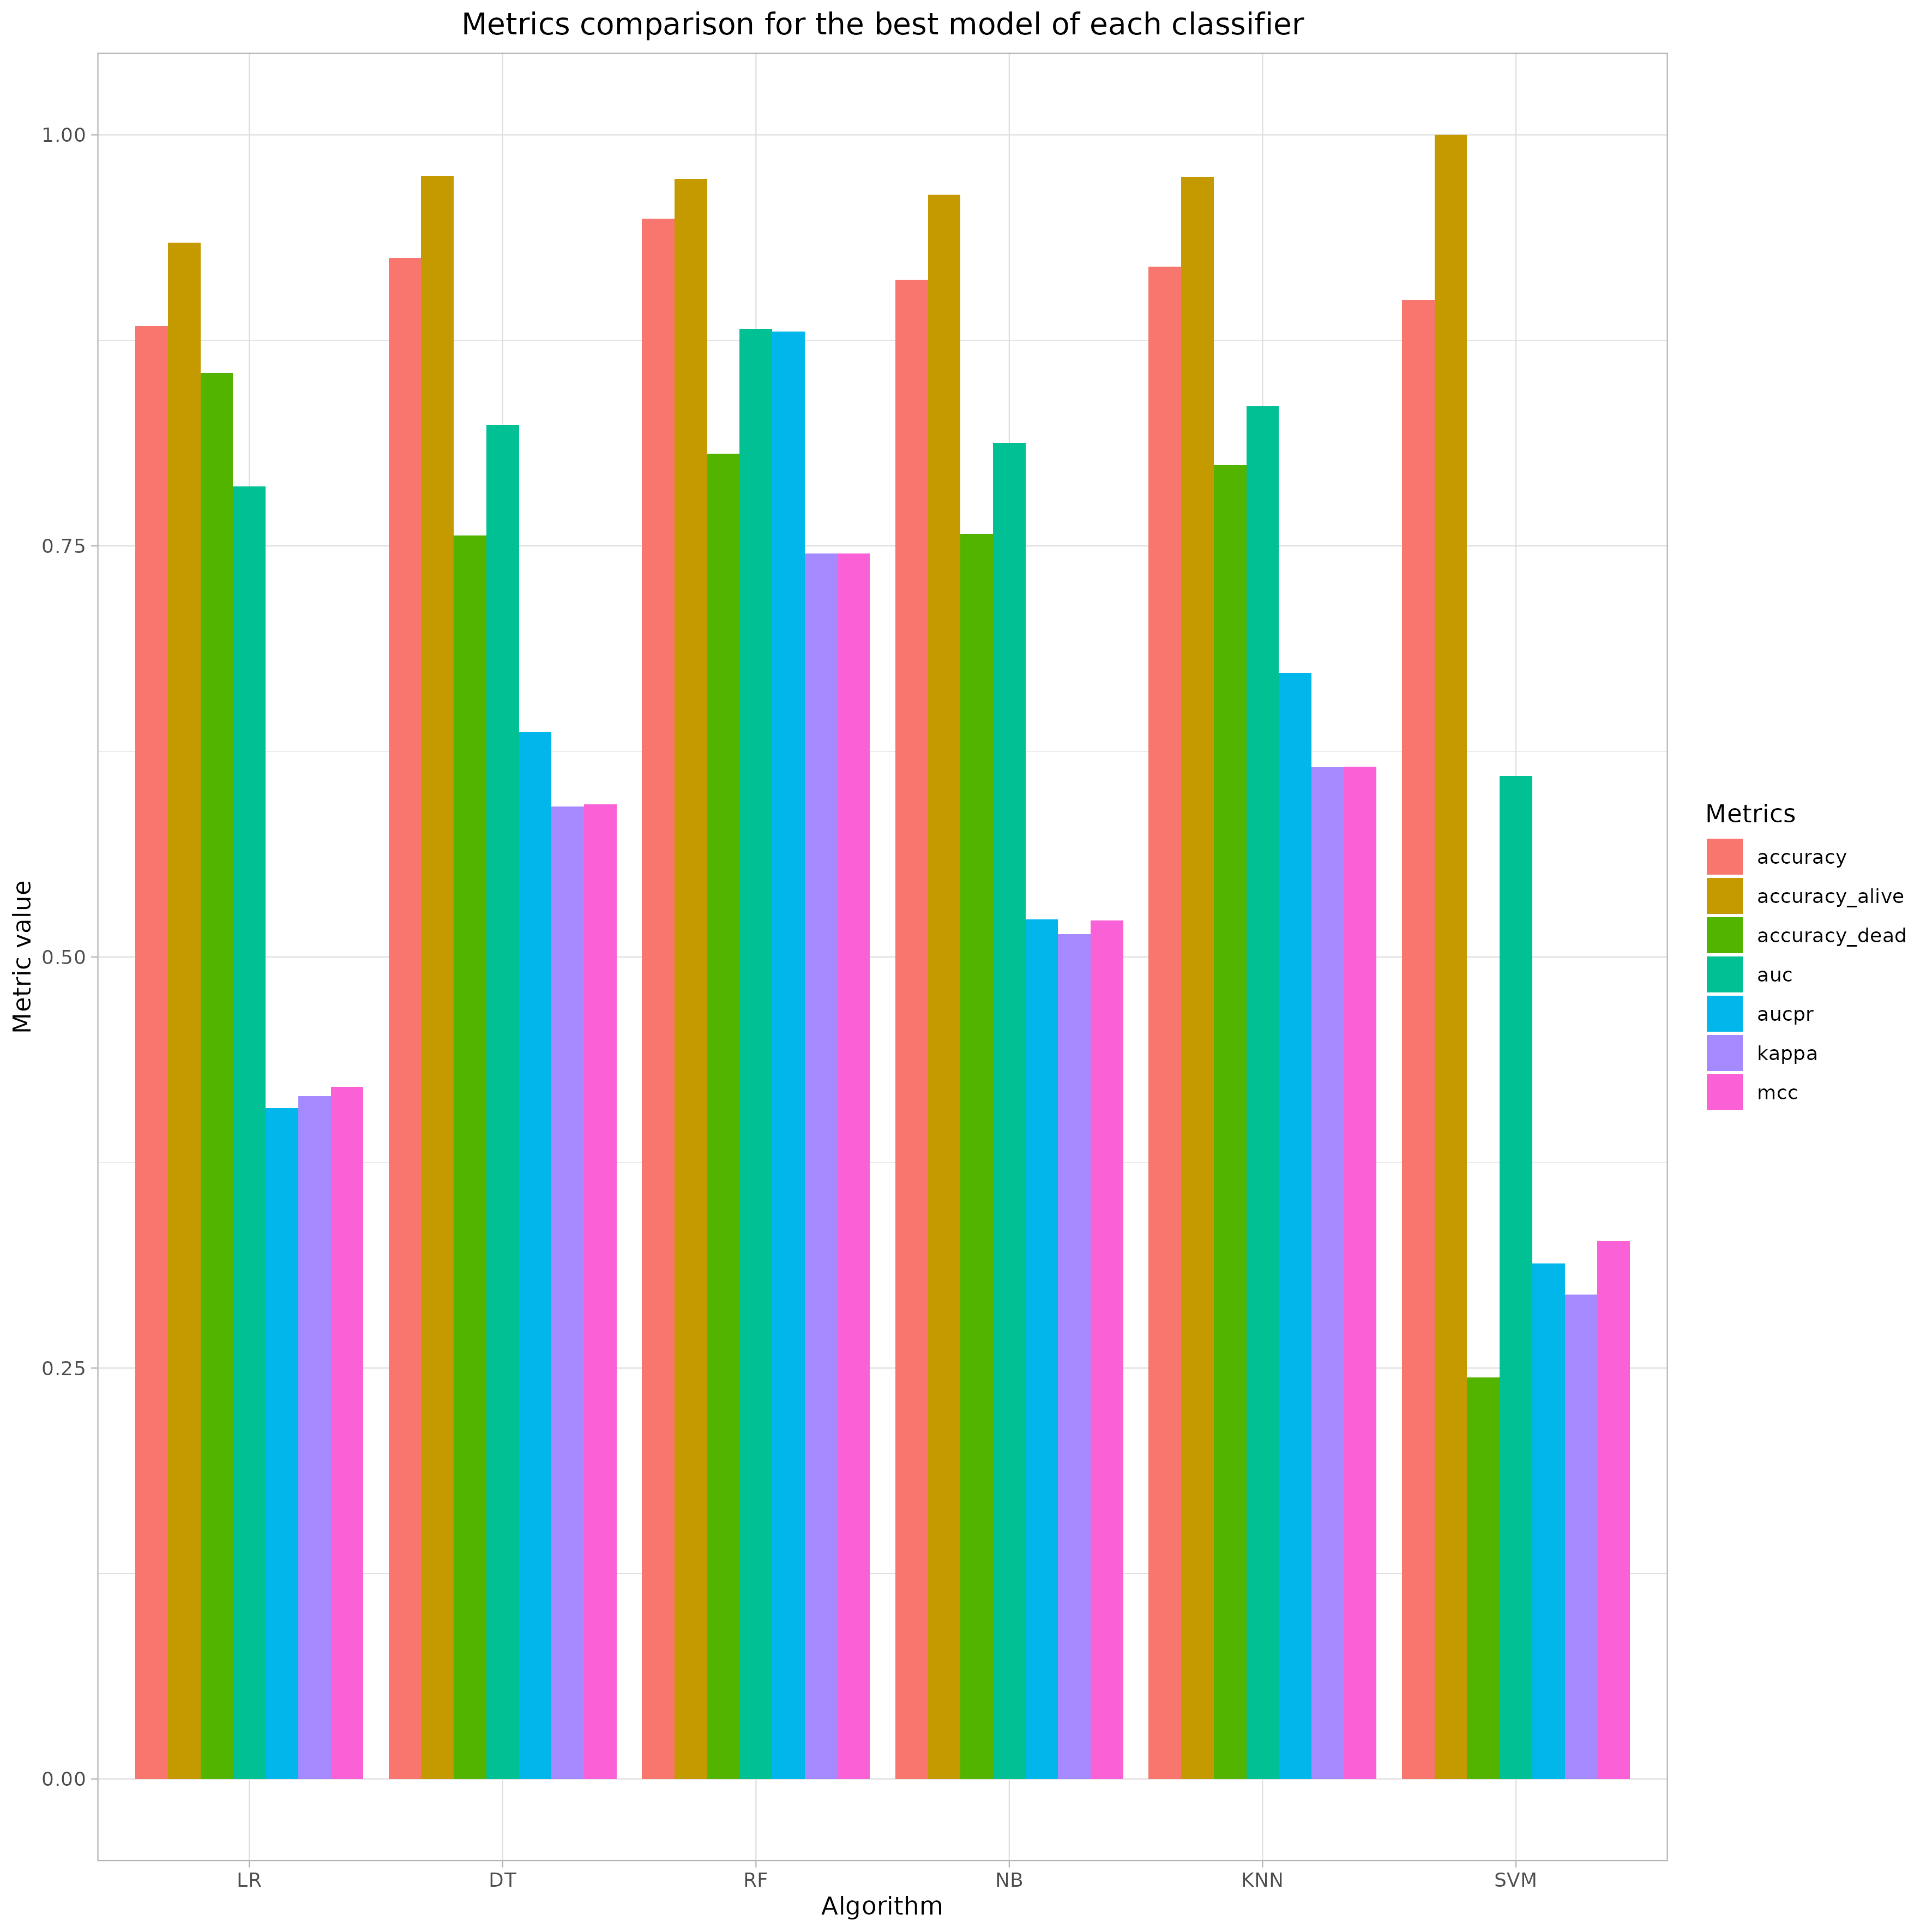 Metrics comparison for the best model of each classifier
Metric value
1.00
0.75
0.50
0.25
0.00
LR
DT
RF
NB
KNN
SVM
Algorithm
Metrics
accuracy
accuracy_alive
accuracy_dead
auc
aucpr
kappa
mcc